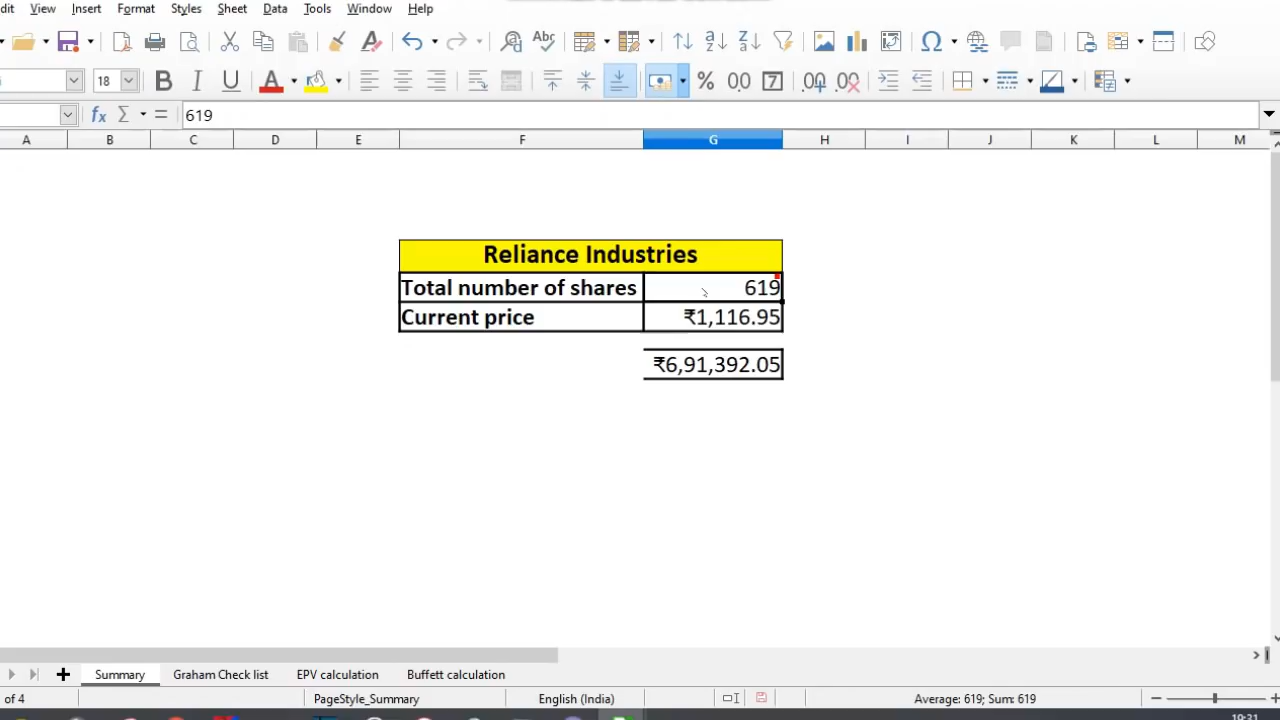 dit View Insert Format Styles Sheet Data Tools Window Help
18
619
A B C D E F G H I J K L M
Reliance Industries
Total number of shares 619
Current price ₹1,116.95
₹6,91,392.05
Summary Graham Check list EPV calculation Buffett calculation
of 4 PageStyle_Summary English (India) Average: 619; Sum: 619
19:31